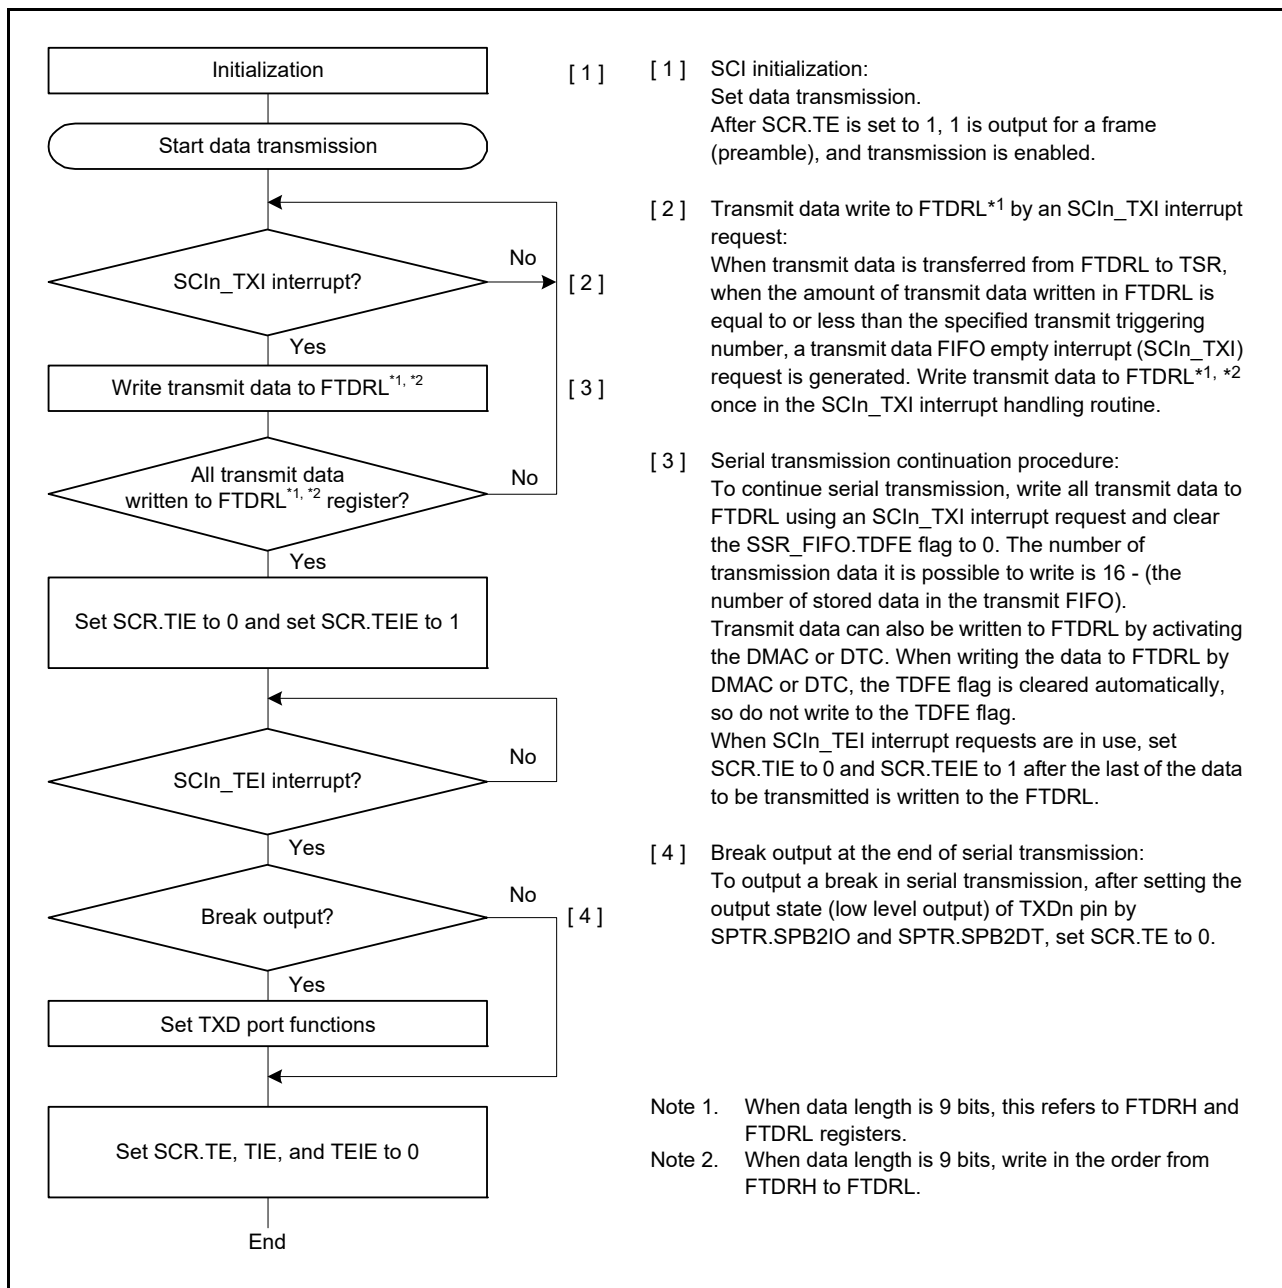 Initialization
[ 1 ]
Start data transmission
SCIn_TXI interrupt?
No
[ 2 ]
Yes
Write transmit data to FTDRL*1, *2
[ 3 ]
All transmit data
written to FTDRL*1, *2 register?
No
Yes
Set SCR.TIE to 0 and set SCR.TEIE to 1
SCIn_TEI interrupt?
No
Yes
Break output?
No
[ 4 ]
Yes
Set TXD port functions
Set SCR.TE, TIE, and TEIE to 0
End
[ 1 ] SCI initialization:
Set data transmission.
After SCR.TE is set to 1, 1 is output for a frame
(preamble), and transmission is enabled.
[ 2 ] Transmit data write to FTDRL*1 by an SCIn_TXI interrupt
request:
When transmit data is transferred from FTDRL to TSR,
when the amount of transmit data written in FTDRL is
equal to or less than the specified transmit triggering
number, a transmit data FIFO empty interrupt (SCIn_TXI)
request is generated. Write transmit data to FTDRL*1, *2
once in the SCIn_TXI interrupt handling routine.
[ 3 ] Serial transmission continuation procedure:
To continue serial transmission, write all transmit data to
FTDRL using an SCIn_TXI interrupt request and clear
the SSR_FIFO.TDFE flag to 0. The number of
transmission data it is possible to write is 16 - (the
number of stored data in the transmit FIFO).
Transmit data can also be written to FTDRL by activating
the DMAC or DTC. When writing the data to FTDRL by
DMAC or DTC, the TDFE flag is cleared automatically,
so do not write to the TDFE flag.
When SCIn_TEI interrupt requests are in use, set
SCR.TIE to 0 and SCR.TEIE to 1 after the last of the data
to be transmitted is written to the FTDRL.
[ 4 ] Break output at the end of serial transmission:
To output a break in serial transmission, after setting the
output state (low level output) of TXDn pin by
SPTR.SPB2IO and SPTR.SPB2DT, set SCR.TE to 0.
Note 1. When data length is 9 bits, this refers to FTDRH and
FTDRL registers.
Note 2. When data length is 9 bits, write in the order from
FTDRH to FTDRL.